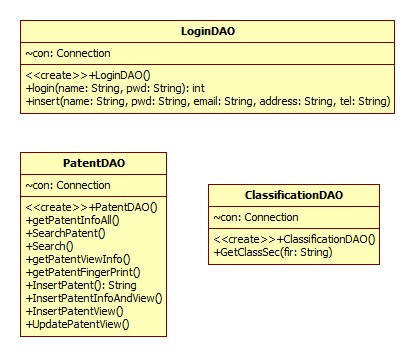 LoginDAO
~con: Connection
<<create>>+LoginDAO()
+login(name: String, pwd: String): int
+insert(name: String, pwd: String, email: String, address: String, tel: String)
PatentDAO
~con: Connection
<<create>>+PatentDAO()
+getPatentInfoAll()
+SearchPatent()
+Search()
+getPatentViewInfo()
+getPatentFingerPrint()
+InsertPatent(): String
+InsertPatentInfoAndView()
+InsertPatentView()
+UpdatePatentView()
ClassificationDAO
~con: Connection
<<create>>+ClassificationDAO()
+GetClassSec(fir: String)